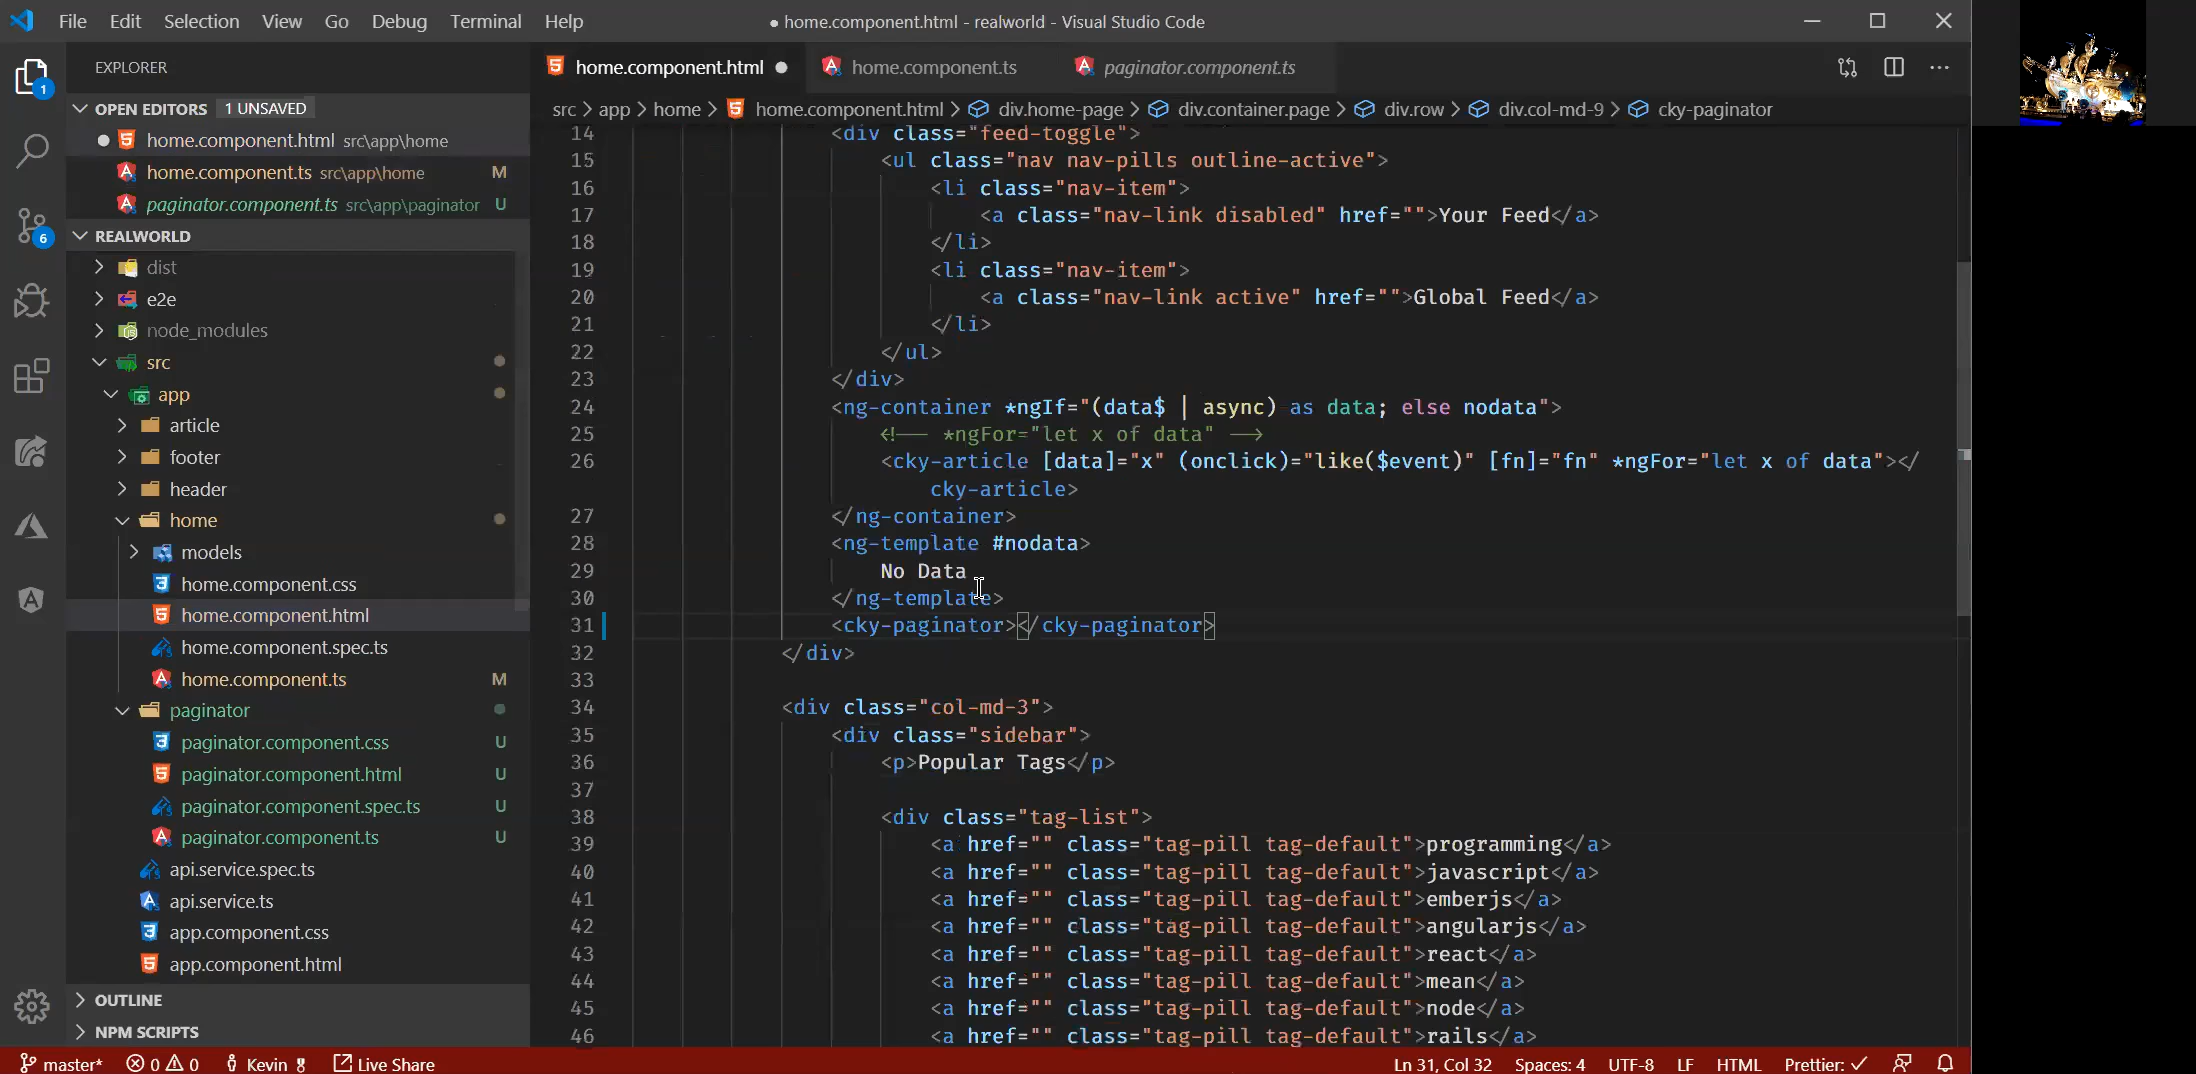 File Edit Selection View Go Debug Terminal Help
● home.component.html - realworld - Visual Studio Code
EXPLORER
OPEN EDITORS 1 UNSAVED
home.component.html src\app\home
home.component.ts src\app\home M
paginator.component.ts src\app\paginator U
REALWORLD
dist
e2e
node_modules
src
app
article
footer
header
home
models
home.component.css
home.component.html
home.component.spec.ts
home.component.ts M
paginator
paginator.component.css U
paginator.component.html U
paginator.component.spec.ts U
paginator.component.ts U
api.service.spec.ts
api.service.ts
app.component.css
app.component.html
OUTLINE
NPM SCRIPTS
1
6
home.component.html ● home.component.ts paginator.component.ts
src > app > home > home.component.html > div.home-page > div.container.page > div.row > div.col-md-9 > cky-paginator
14 <div class="feed-toggle">
15 <ul class="nav nav-pills outline-active">
16 <li class="nav-item">
17 <a class="nav-link disabled" href="">Your Feed</a>
18 </li>
19 <li class="nav-item">
20 <a class="nav-link active" href="">Global Feed</a>
21 </li>
22 </ul>
23 </div>
24 <ng-container *ngIf="(data$ | async) as data; else nodata">
25 <!-- *ngFor="let x of data" -->
26 <cky-article [data]="x" (onclick)="like($event)" [fn]="fn" *ngFor="let x of data"></
cky-article>
27 </ng-container>
28 <ng-template #nodata>
29 No Data
30 </ng-template>
31 <cky-paginator></cky-paginator>
32 </div>
33
34 <div class="col-md-3">
35 <div class="sidebar">
36 <p>Popular Tags</p>
37
38 <div class="tag-list">
39 <a href="" class="tag-pill tag-default">programming</a>
40 <a href="" class="tag-pill tag-default">javascript</a>
41 <a href="" class="tag-pill tag-default">emberjs</a>
42 <a href="" class="tag-pill tag-default">angularjs</a>
43 <a href="" class="tag-pill tag-default">react</a>
44 <a href="" class="tag-pill tag-default">mean</a>
45 <a href="" class="tag-pill tag-default">node</a>
46 <a href="" class="tag-pill tag-default">rails</a>
master* 0 0 Kevin Live Share Ln 31, Col 32 Spaces: 4 UTF-8 LF HTML Prettier: ✓